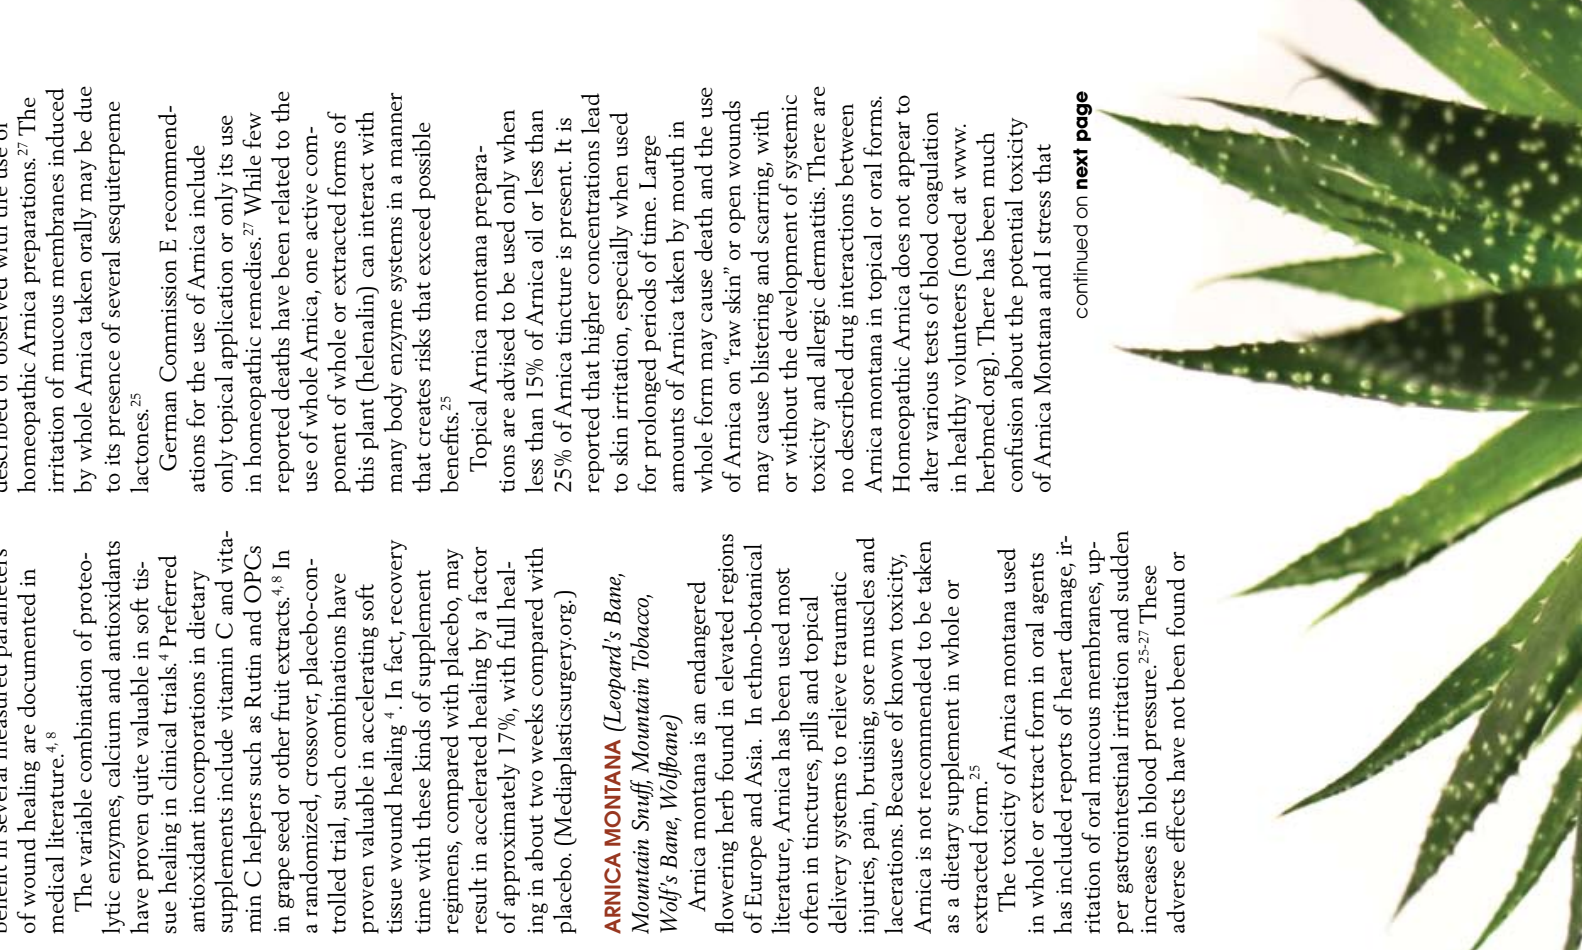 benefit in several measured parameters
of wound healing are documented in
medical literature.4, 8
The variable combination of proteo-
lytic enzymes, calcium and antioxidants
have proven quite valuable in soft tis-
sue healing in clinical trials.4 Preferred
antioxidant incorporations in dietary
supplements include vitamin C and vita-
min C helpers such as Rutin and OPCs
in grape seed or other fruit extracts.4, 8 In
a randomized, crossover, placebo-con-
trolled trial, such combinations have
proven valuable in accelerating soft
tissue wound healing 4. In fact, recovery
time with these kinds of supplement
regimens, compared with placebo, may
result in accelerated healing by a factor
of approximately 17%, with full heal-
ing in about two weeks compared with
placebo. (Mediaplasticsurgery.org,)
ARNICA MONTANA (Leopard's Bane,
Mountain Snuff, Mountain Tobacco,
Wolf's Bane, Wolfbane)
Arnica montana is an endangered
flowering herb found in elevated regions
of Europe and Asia. In ethno-botanical
literature, Arnica has been used most
often in tinctures, pills and topical
delivery systems to relieve traumatic
injuries, pain, bruising, sore muscles and
lacerations. Because of known toxicity,
Arnica is not recommended to be taken
as a dietary supplement in whole or
extracted form.25
The toxicity of Arnica montana used
in whole or extract form in oral agents
has included reports of heart damage, ir-
ritation of oral mucous membranes, up-
per gastrointestinal irritation and sudden
increases in blood pressure.25-27 These
adverse effects have not been found or
described or observed with the use of
homeopathic Arnica preparations.27 The
irritation of mucous membranes induced
by whole Arnica taken orally may be due
to its presence of several sesquiterpeme
lactones.25
German Commission E recommend-
ations for the use of Arnica include
only topical application or only its use
in homeopathic remedies.27 While few
reported deaths have been related to the
use of whole Arnica, one active com-
ponent of whole or extracted forms of
this plant (helenalin) can interact with
many body enzyme systems in a manner
that creates risks that exceed possible
benefits.25
Topical Arnica montana prepara-
tions are advised to be used only when
less than 15% of Arnica oil or less than
25% of Arnica tincture is present. It is
reported that higher concentrations lead
to skin irritation, especially when used
for prolonged periods of time. Large
amounts of Arnica taken by mouth in
whole form may cause death and the use
of Arnica on “raw skin” or open wounds
may cause blistering and scarring, with
or without the development of systemic
toxicity and allergic dermatitis. There are
no described drug interactions between
Arnica montana in topical or oral forms.
Homeopathic Arnica does not appear to
alter various tests of blood coagulation
in healthy volunteers (noted at www.
herbmed.org). There has been much
confusion about the potential toxicity
of Arnica Montana and I stress that
continued on next page